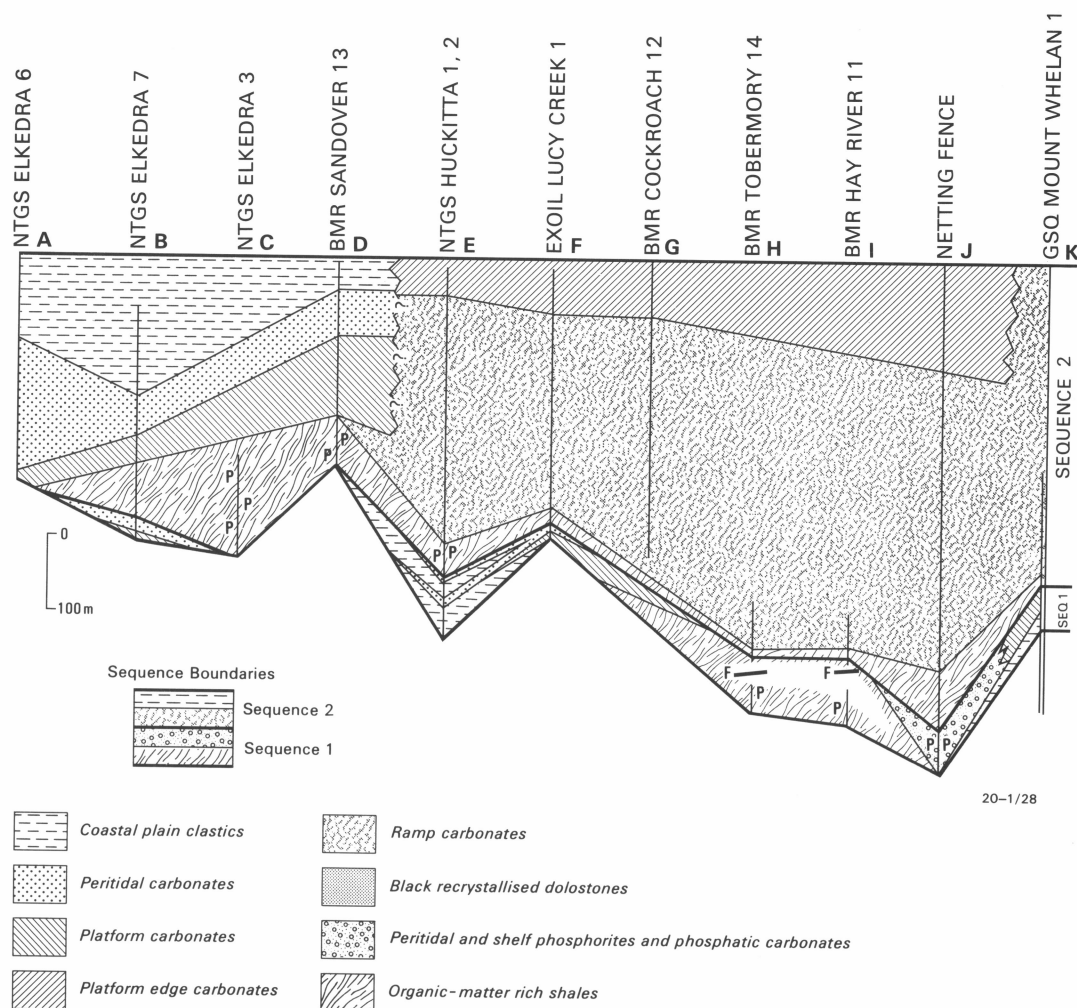 NTGS ELKEDRA 6
NTGS ELKEDRA 7
NTGS ELKEDRA 3
BMR SANDOVER 13
NTGS HUCKITTA 1, 2
EXOIL LUCY CREEK 1
BMR COCKROACH 12
BMR TOBERMORY 14
BMR HAY RIVER 11
NETTING FENCE
GSQ MOUNT WHELAN 1
A
B
C
D
E
F
G
H
I
J
K
? ?
?
?
?
SEQUENCE 2
SEQ 1
P
P
P
P
P
P P
F
P
F
P
P P
0
100 m
Sequence Boundaries
Sequence 2
Sequence 1
20–1/28
Coastal plain clastics
Peritidal carbonates
Platform carbonates
Platform edge carbonates
Ramp carbonates
Black recrystallised dolostones
Peritidal and shelf phosphorites and phosphatic carbonates
Organic-matter rich shales